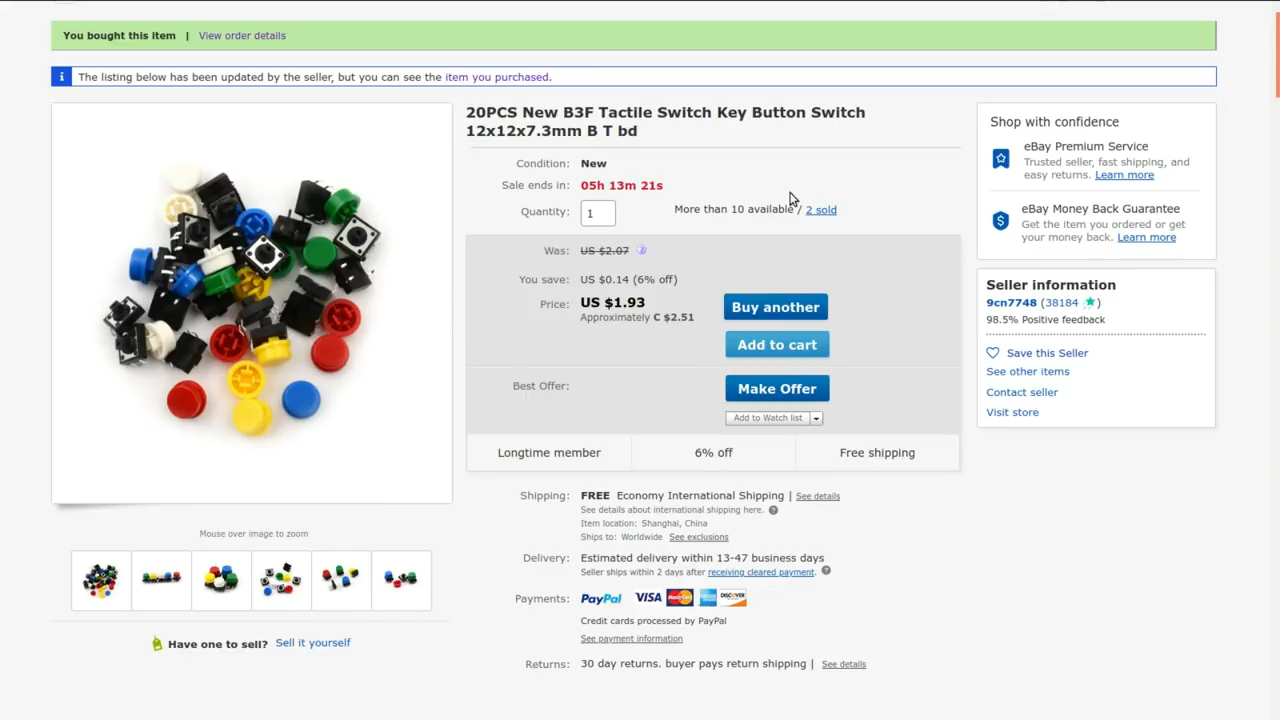 You bought this item | View order details
i The listing below has been updated by the seller, but you can see the item you purchased.
20PCS New B3F Tactile Switch Key Button Switch
12x12x7.3mm B T bd
Condition: New
Sale ends in: 05h 13m 21s
Quantity: 1 More than 10 available / 2 sold
Was: US $2.07
You save: US $0.14 (6% off)
Price: US $1.93
Approximately C $2.51
Buy another
Add to cart
Best Offer: Make Offer
Add to Watch list
Longtime member 6% off Free shipping
Shipping: FREE Economy International Shipping | See details
See details about international shipping here. ?
Item location: Shanghai, China
Ships to: Worldwide See exclusions
Delivery: Estimated delivery within 13-47 business days
Seller ships within 2 days after receiving cleared payment. ?
Payments: PayPal VISA MasterCard DISCOVER
Credit cards processed by PayPal
See payment information
Returns: 30 day returns. buyer pays return shipping | See details
Mouse over image to zoom
Have one to sell? Sell it yourself
Shop with confidence
eBay Premium Service
Trusted seller, fast shipping, and
easy returns. Learn more
eBay Money Back Guarantee
Get the item you ordered or get
your money back. Learn more
Seller information
9cn7748 (38184 )
98.5% Positive feedback
Save this Seller
See other items
Contact seller
Visit store